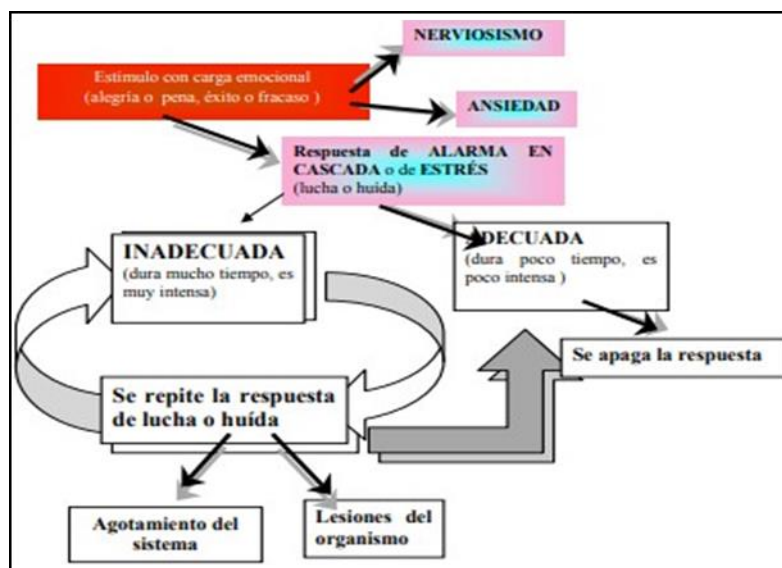 NERVIOSISMO
Estímulo con carga emocional
(alegría o pena, éxito o fracaso )
ANSIEDAD
Respuesta de ALARMA EN
CASCADA o de ESTRÉS
(lucha o huída)
INADECUADA
(dura mucho tiempo, es
muy intensa)
ADECUADA
(dura poco tiempo, es
poco intensa )
Se apaga la respuesta
Se repite la respuesta
de lucha o huída
Agotamiento del
sistema
Lesiones del
organismo